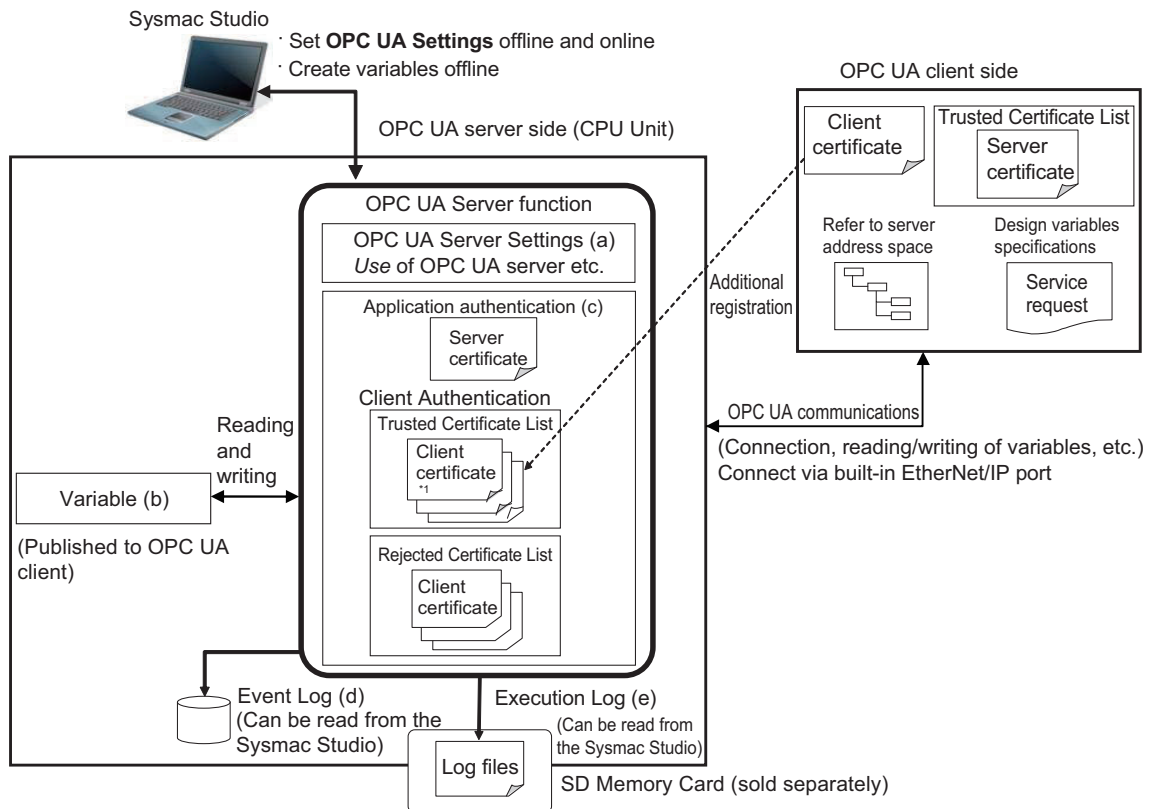 Sysmac Studio
· Set OPC UA Settings offline and online
· Create variables offline
OPC UA server side (CPU Unit)
OPC UA client side
Client
certificate
Trusted Certificate List
Server
certificate
Refer to server
address space
Design variables
specifications
Service
request
Additional
registration
OPC UA Server function
OPC UA Server Settings (a)
Use of OPC UA server etc.
Application authentication (c)
Server
certificate
Client Authentication
Trusted Certificate List
Client
certificate
*1
Rejected Certificate List
Client
certificate
Reading
and
writing
Variable (b)
(Published to OPC UA
client)
OPC UA communications
(Connection, reading/writing of variables, etc.)
Connect via built-in EtherNet/IP port
Event Log (d)
(Can be read from the
Sysmac Studio)
Execution Log (e)
(Can be read from
the Sysmac Studio)
Log files
SD Memory Card (sold separately)